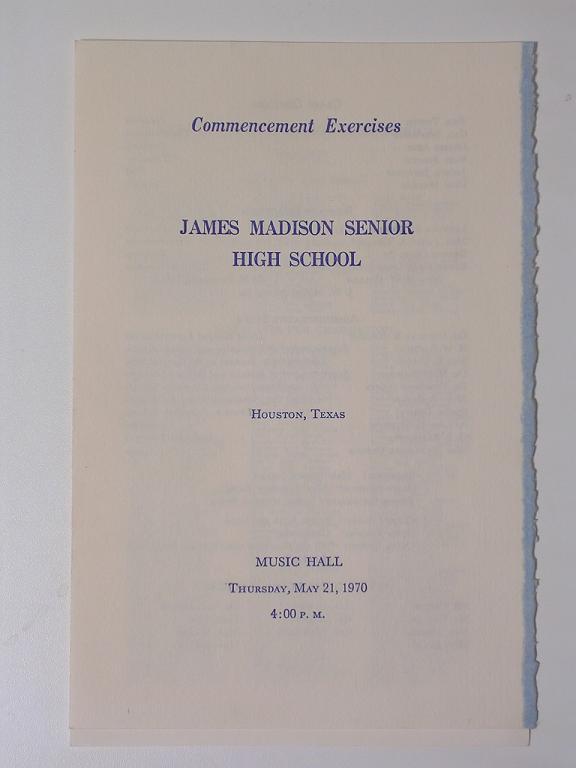 Commencement Exercises
JAMES MADISON SENIOR
HIGH SCHOOL
Houston, Texas
MUSIC HALL
Thursday, May 21, 1970
4:00 P. M.